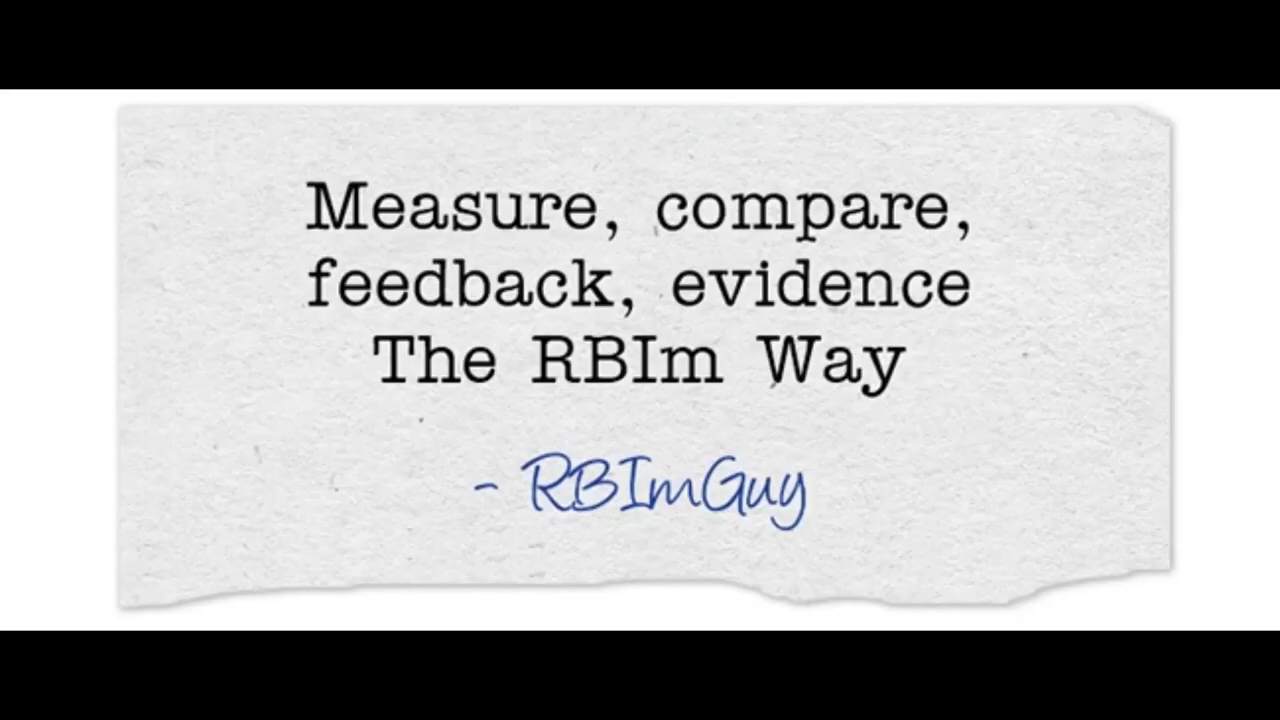 Measure, compare,
feedback, evidence
The RBIm Way
- RBImGuy